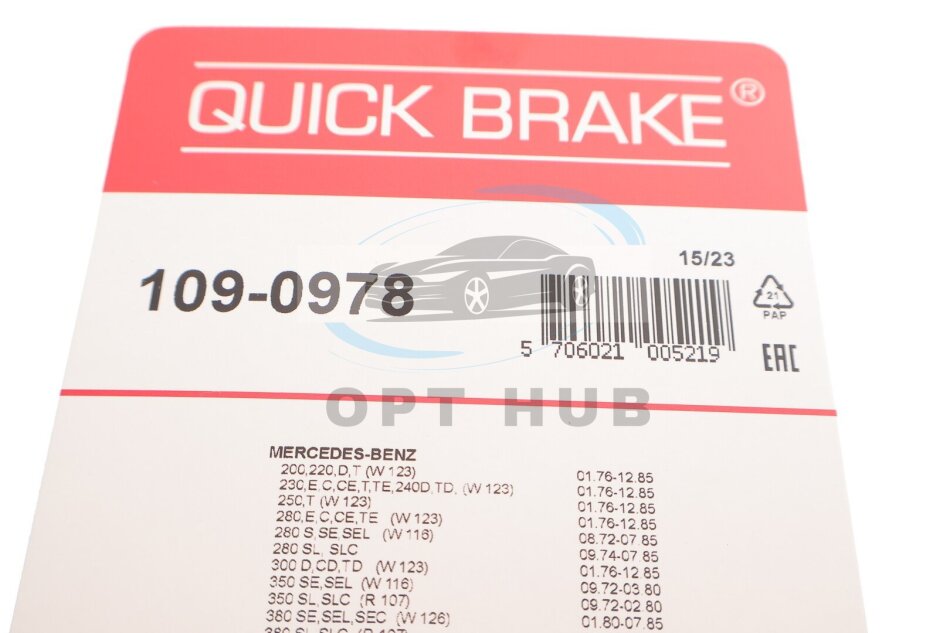 QUICK BRAKE®
15/23
109-0978
21
PAP
5 706021 005219
EAC
OPT HUB
MERCEDES-BENZ
200,220,D,T (W 123) 01.76-12.85
230,E,C,CE,T,TE,240D,TD, (W 123) 01.76-12.85
250,T (W 123) 01.76-12.85
280,E,C,CE,TE (W 123) 01.76-12.85
280 S,SE,SEL (W 116) 08.72-07.85
280 SL, SLC 09.74-07.85
300 D,CD,TD (W 123) 01.76-12.85
350 SE,SEL (W 116) 09.72-03.80
350 SL,SLC (R 107) 09.72-02.80
380 SE,SEL,SEC (W 126) 01.80-07.85
380 SL,SLC (R 107)